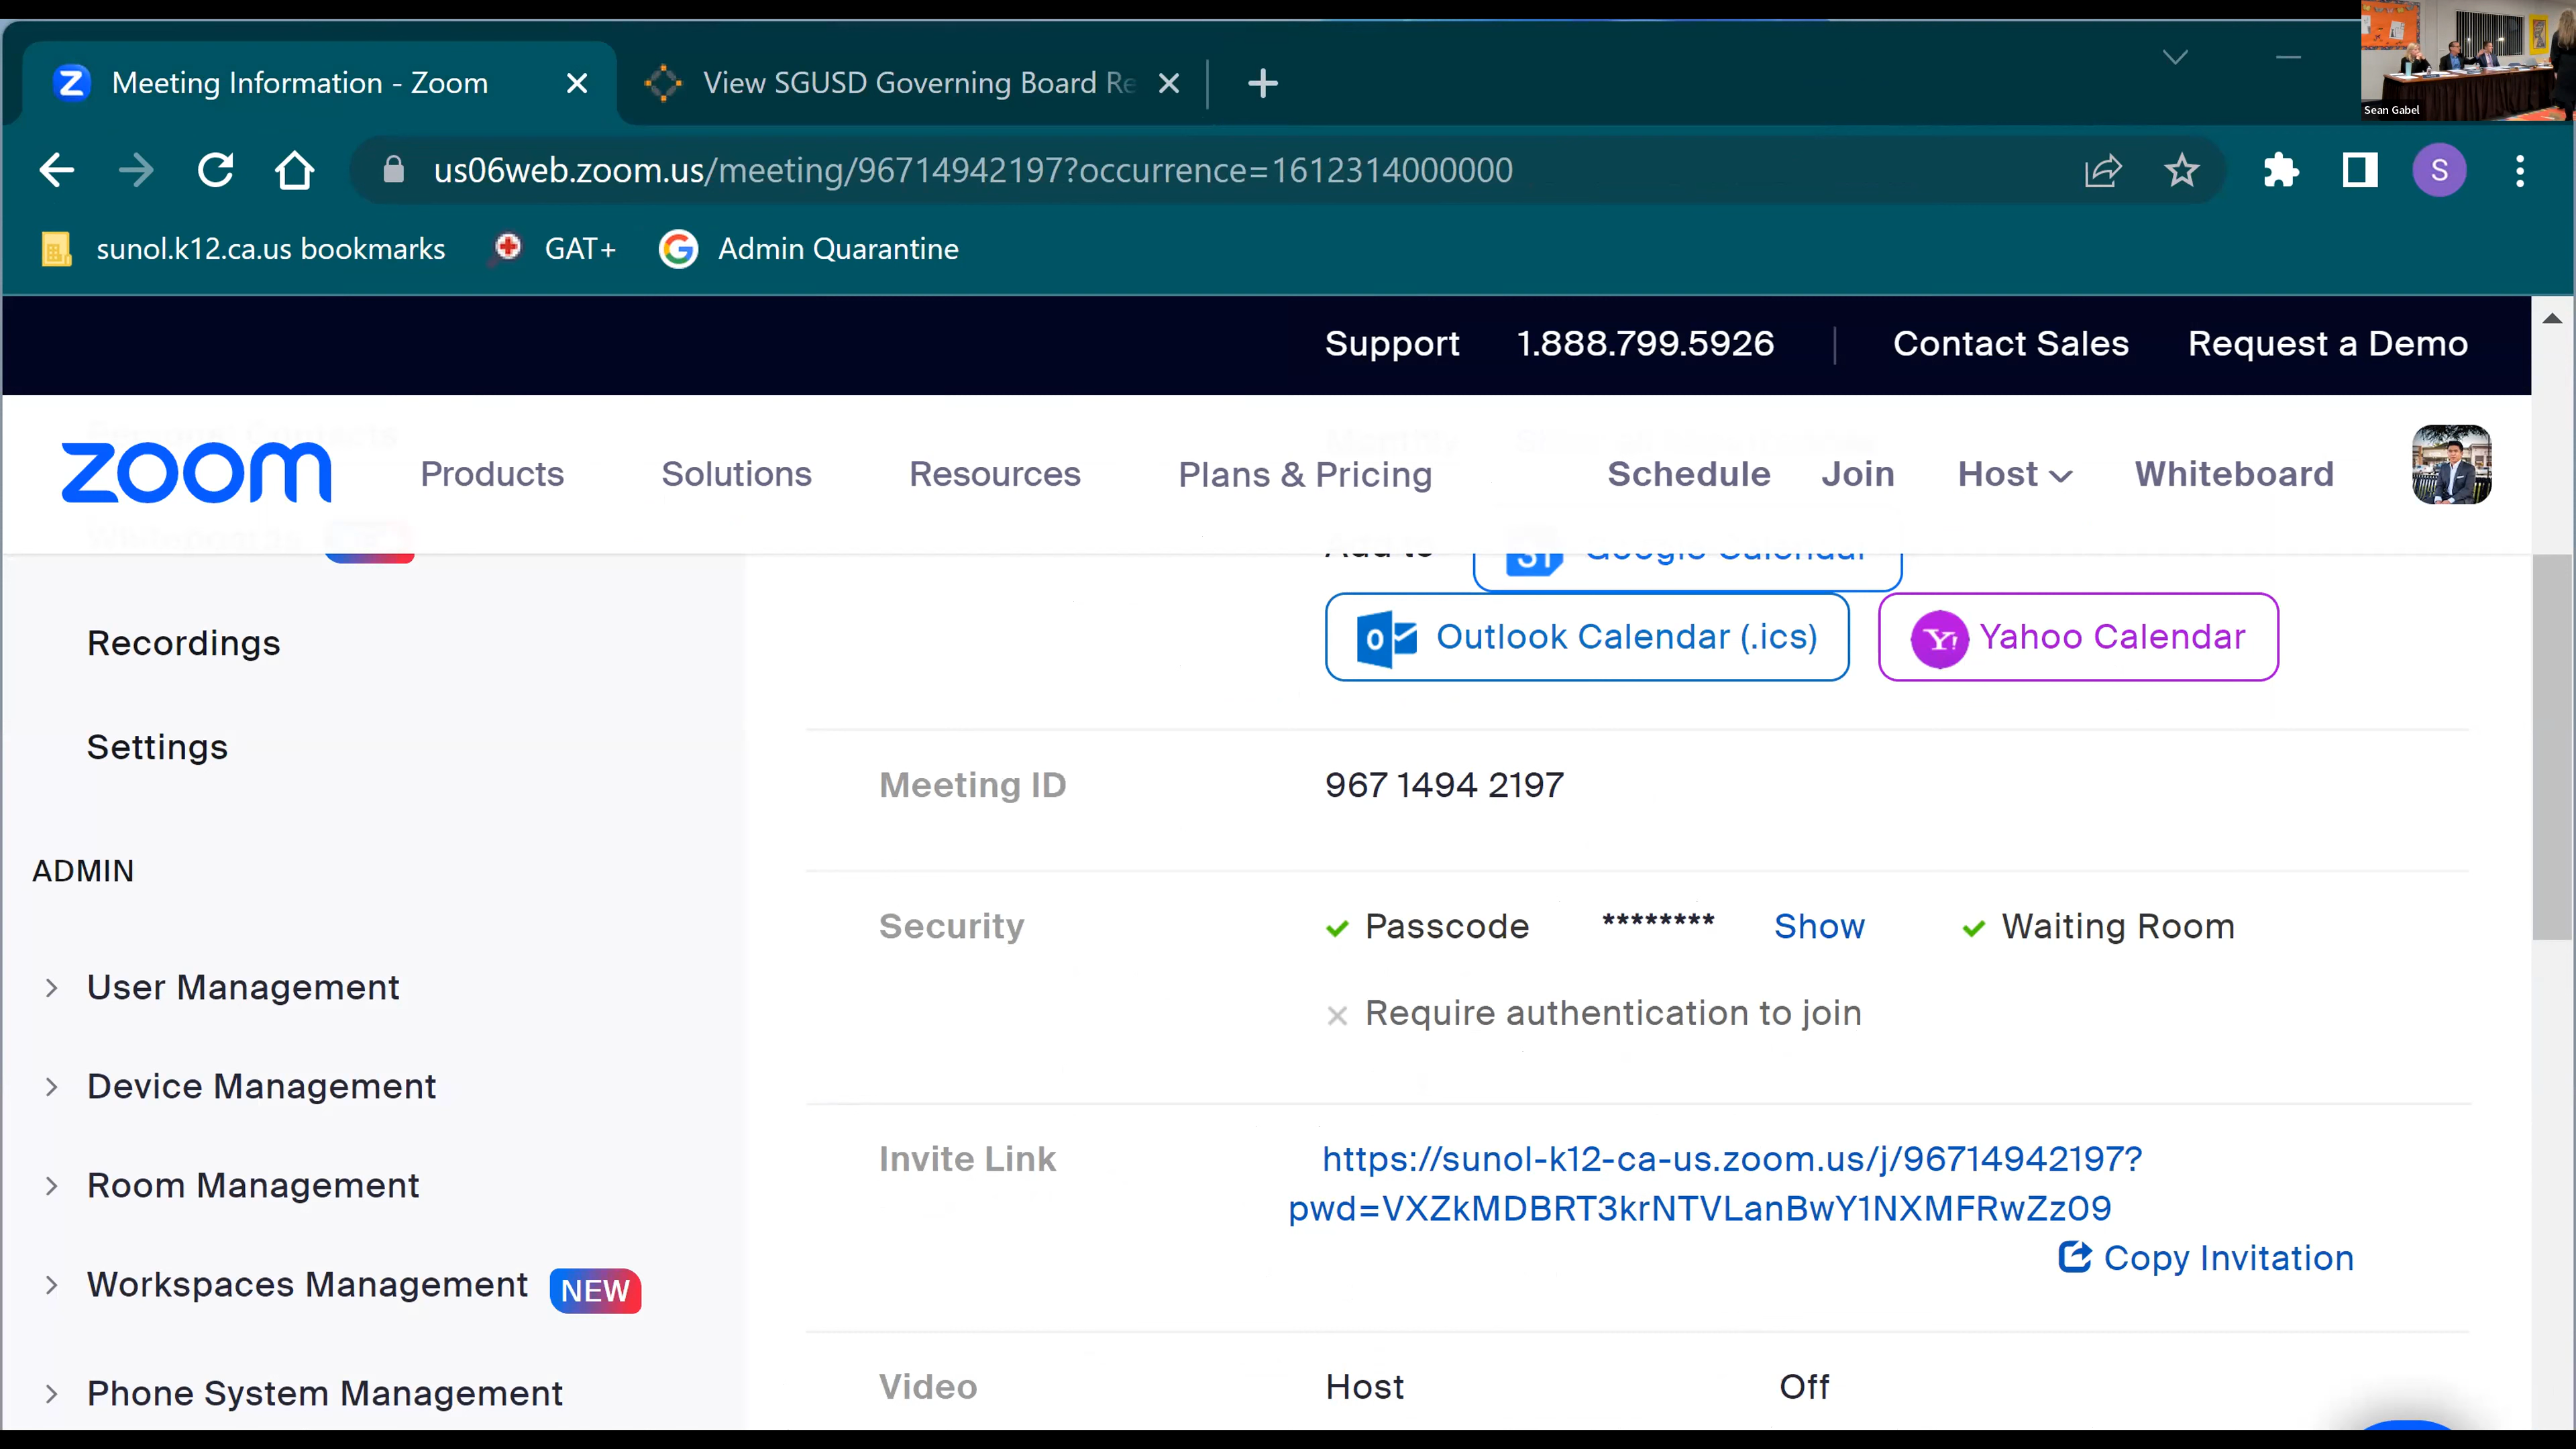 Meeting Information - Zoom
View SGUSD Governing Board Re
Sean Gabel
us06web.zoom.us/meeting/96714942197?occurrence=1612314000000
S
sunol.k12.ca.us bookmarks GAT+ Admin Quarantine
Support 1.888.799.5926 Contact Sales Request a Demo
zoom Products Solutions Resources Plans & Pricing Schedule Join Host Whiteboard
Add to Google Calendar
Outlook Calendar (.ics) Yahoo Calendar
Recordings
Settings
Meeting ID 967 1494 2197
ADMIN
Security Passcode ******** Show Waiting Room
Require authentication to join
User Management
Device Management
Room Management
Workspaces Management NEW
Phone System Management
Invite Link https://sunol-k12-ca-us.zoom.us/j/96714942197?
pwd=VXZkMDBRT3krNTVLanBwY1NXMFRwZz09
Copy Invitation
Video Host Off